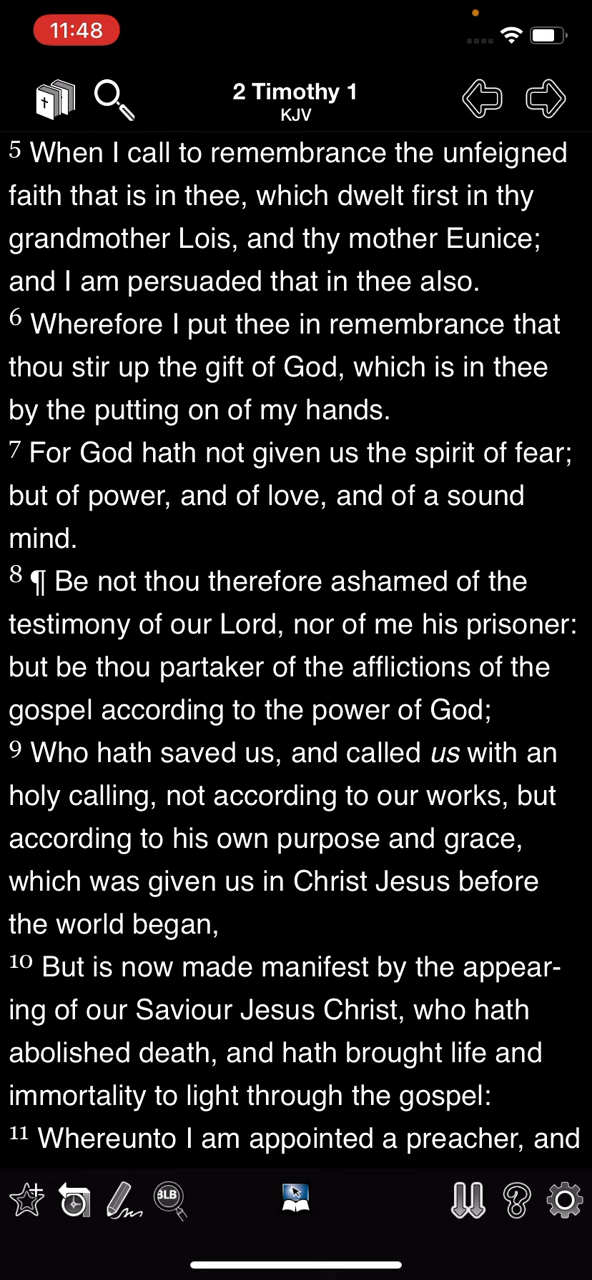 11:48
2 Timothy 1
KJV
5 When I call to remembrance the unfeigned
faith that is in thee, which dwelt first in thy
grandmother Lois, and thy mother Eunice;
and I am persuaded that in thee also.
6 Wherefore I put thee in remembrance that
thou stir up the gift of God, which is in thee
by the putting on of my hands.
7 For God hath not given us the spirit of fear;
but of power, and of love, and of a sound
mind.
8 ¶ Be not thou therefore ashamed of the
testimony of our Lord, nor of me his prisoner:
but be thou partaker of the afflictions of the
gospel according to the power of God;
9 Who hath saved us, and called us with an
holy calling, not according to our works, but
according to his own purpose and grace,
which was given us in Christ Jesus before
the world began,
10 But is now made manifest by the appear-
ing of our Saviour Jesus Christ, who hath
abolished death, and hath brought life and
immortality to light through the gospel:
11 Whereunto I am appointed a preacher, and
BLB